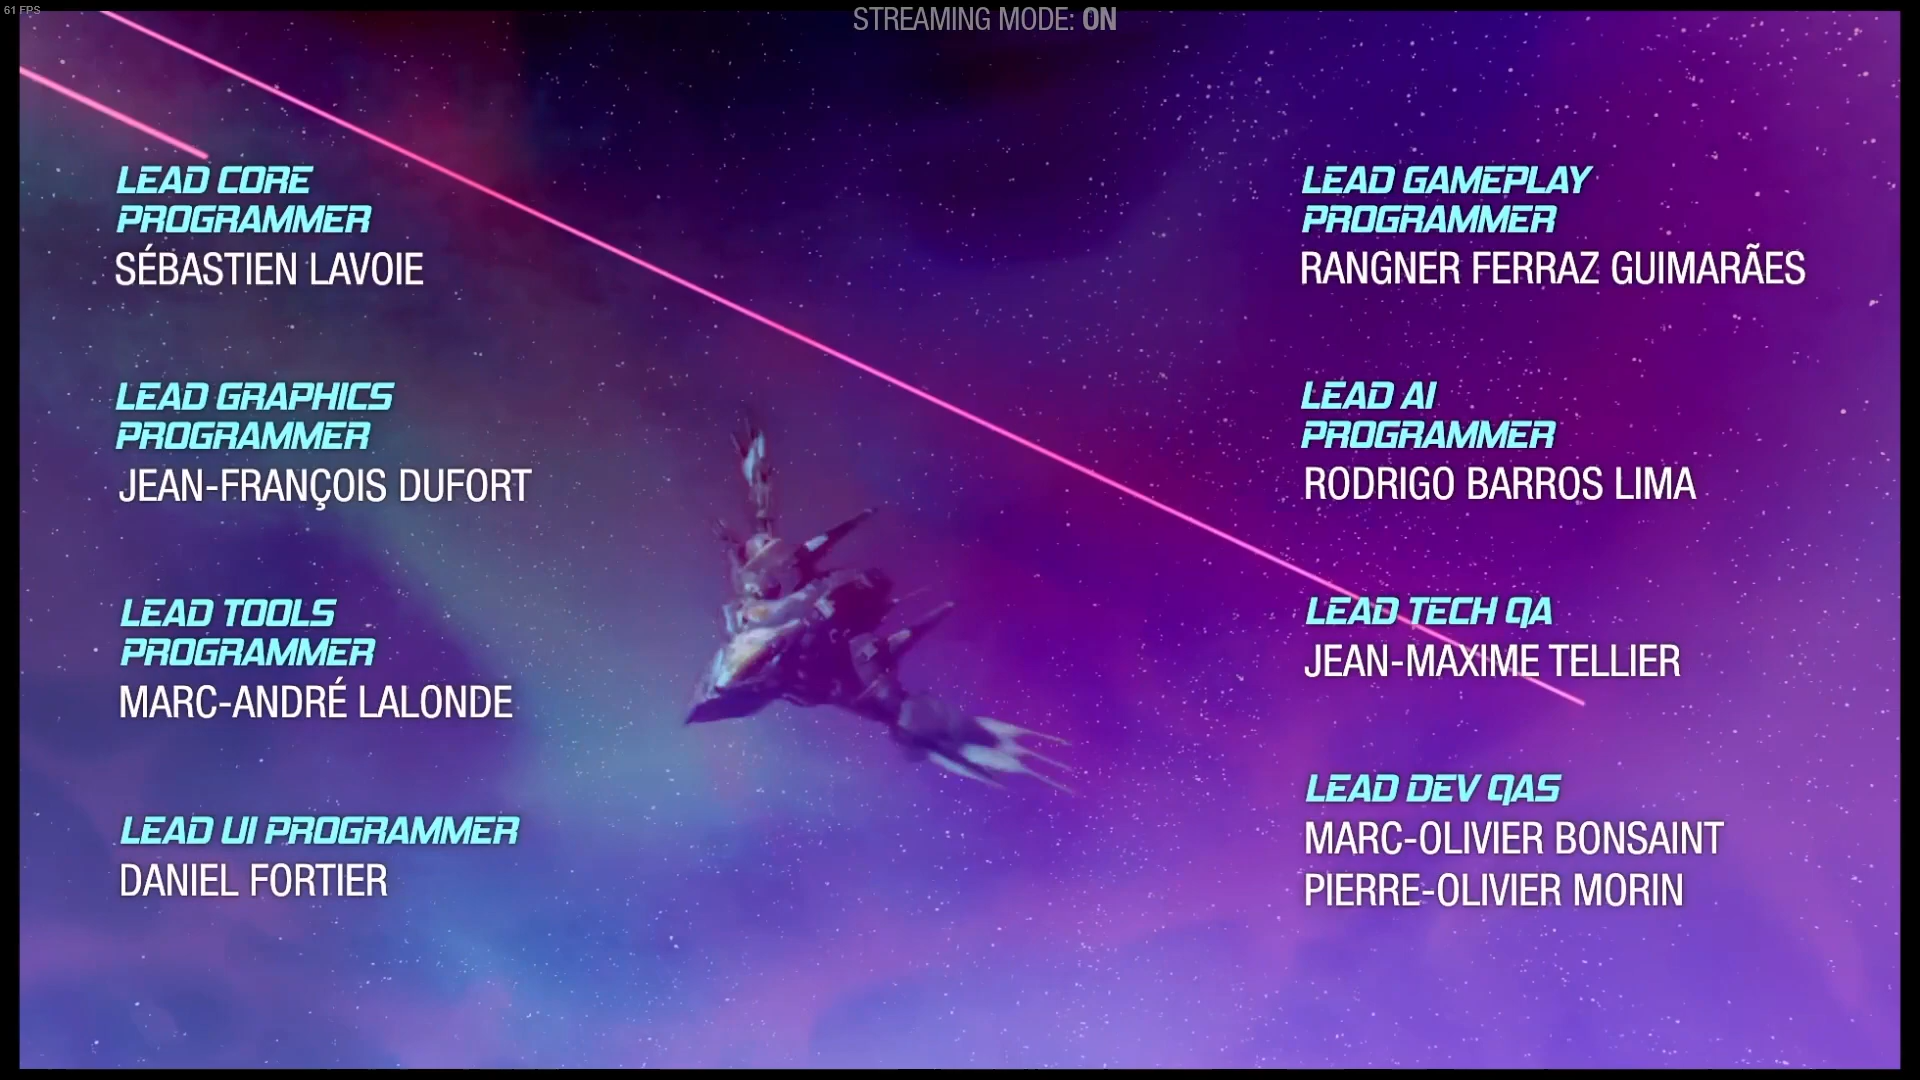 61 FPS
STREAMING MODE: ON
LEAD CORE
PROGRAMMER
SÉBASTIEN LAVOIE
LEAD GRAPHICS
PROGRAMMER
JEAN-FRANÇOIS DUFORT
LEAD TOOLS
PROGRAMMER
MARC-ANDRÉ LALONDE
LEAD UI PROGRAMMER
DANIEL FORTIER
LEAD GAMEPLAY
PROGRAMMER
RANGNER FERRAZ GUIMARÃES
LEAD AI
PROGRAMMER
RODRIGO BARROS LIMA
LEAD TECH QA
JEAN-MAXIME TELLIER
LEAD DEV QAS
MARC-OLIVIER BONSAINT
PIERRE-OLIVIER MORIN